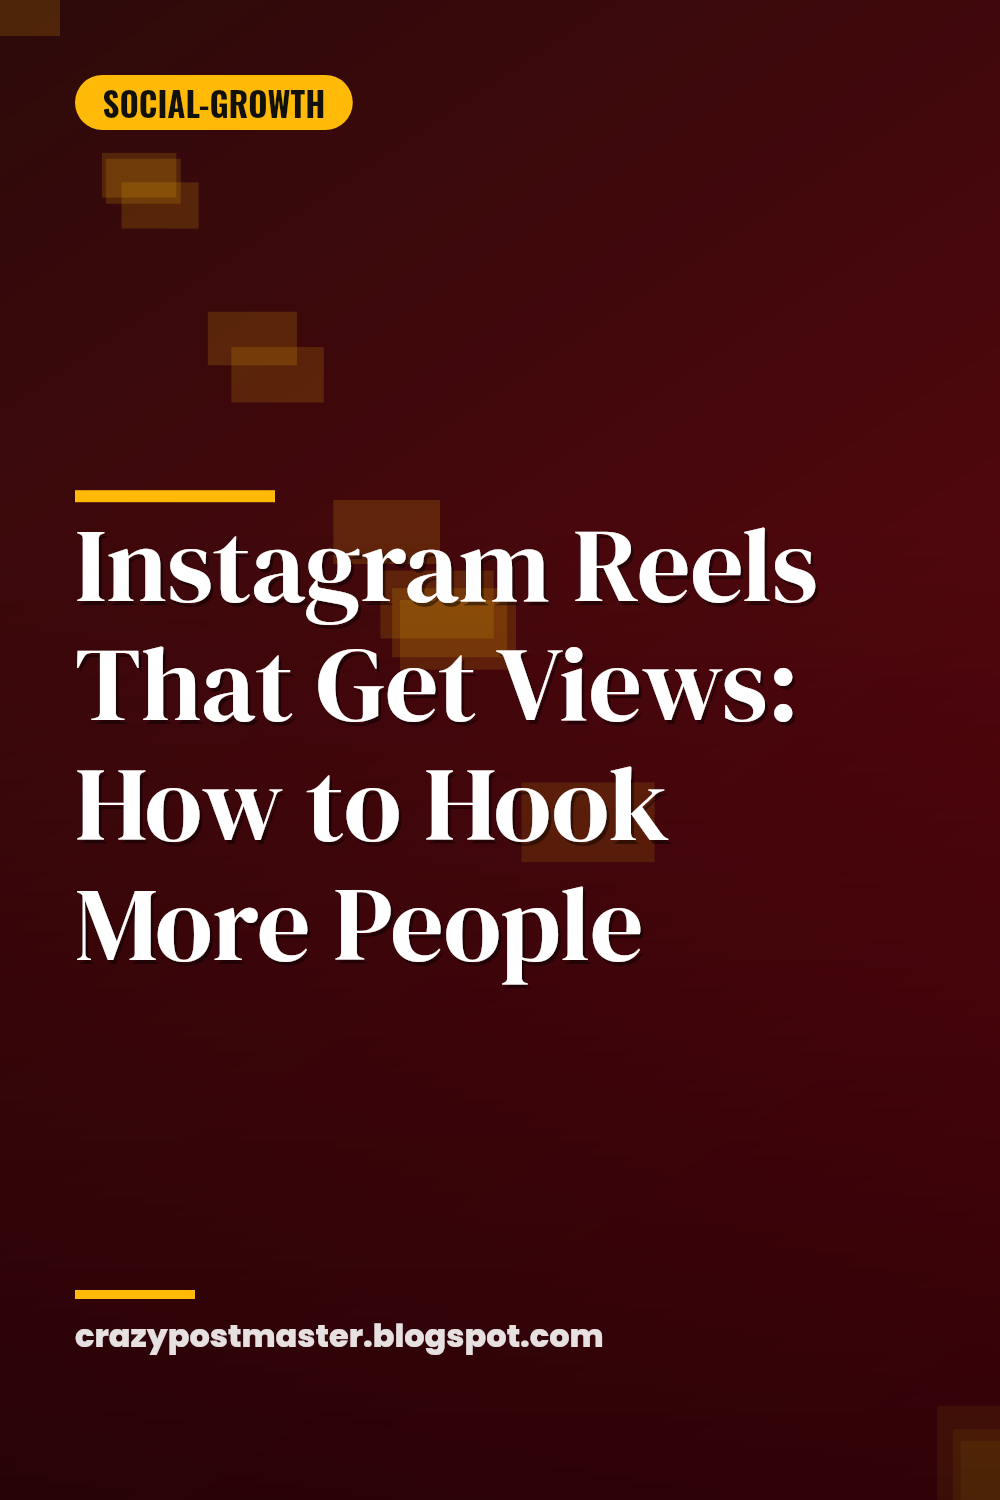 SOCIAL-GROWTH
Instagram Reels
That Get Views:
How to Hook
More People
crazypostmaster.blogspot.com